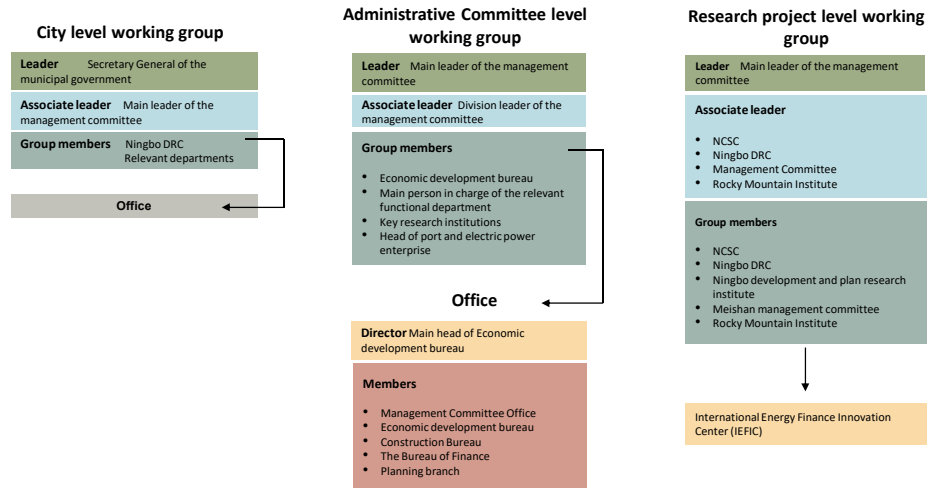 City level working group
Leader Secretary General of the
municipal government
Associate leader Main leader of the
management committee
Group members Ningbo DRC
Relevant departments
Office
Administrative Committee level
working group
Leader Main leader of the management
committee
Associate leader Division leader of the
management committee
Group members
• Economic development bureau
• Main person in charge of the relevant
functional department
• Key research institutions
• Head of port and electric power
enterprise
Office
Director Main head of Economic
development bureau
Members
• Management Committee Office
• Economic development bureau
• Construction Bureau
• The Bureau of Finance
• Planning branch
Research project level working
group
Leader Main leader of the management
committee
Associate leader
• NCSC
• Ningbo DRC
• Management Committee
• Rocky Mountain Institute
Group members
• NCSC
• Ningbo DRC
• Ningbo development and plan research
institute
• Meishan management committee
• Rocky Mountain Institute
International Energy Finance Innovation
Center (IEFIC)